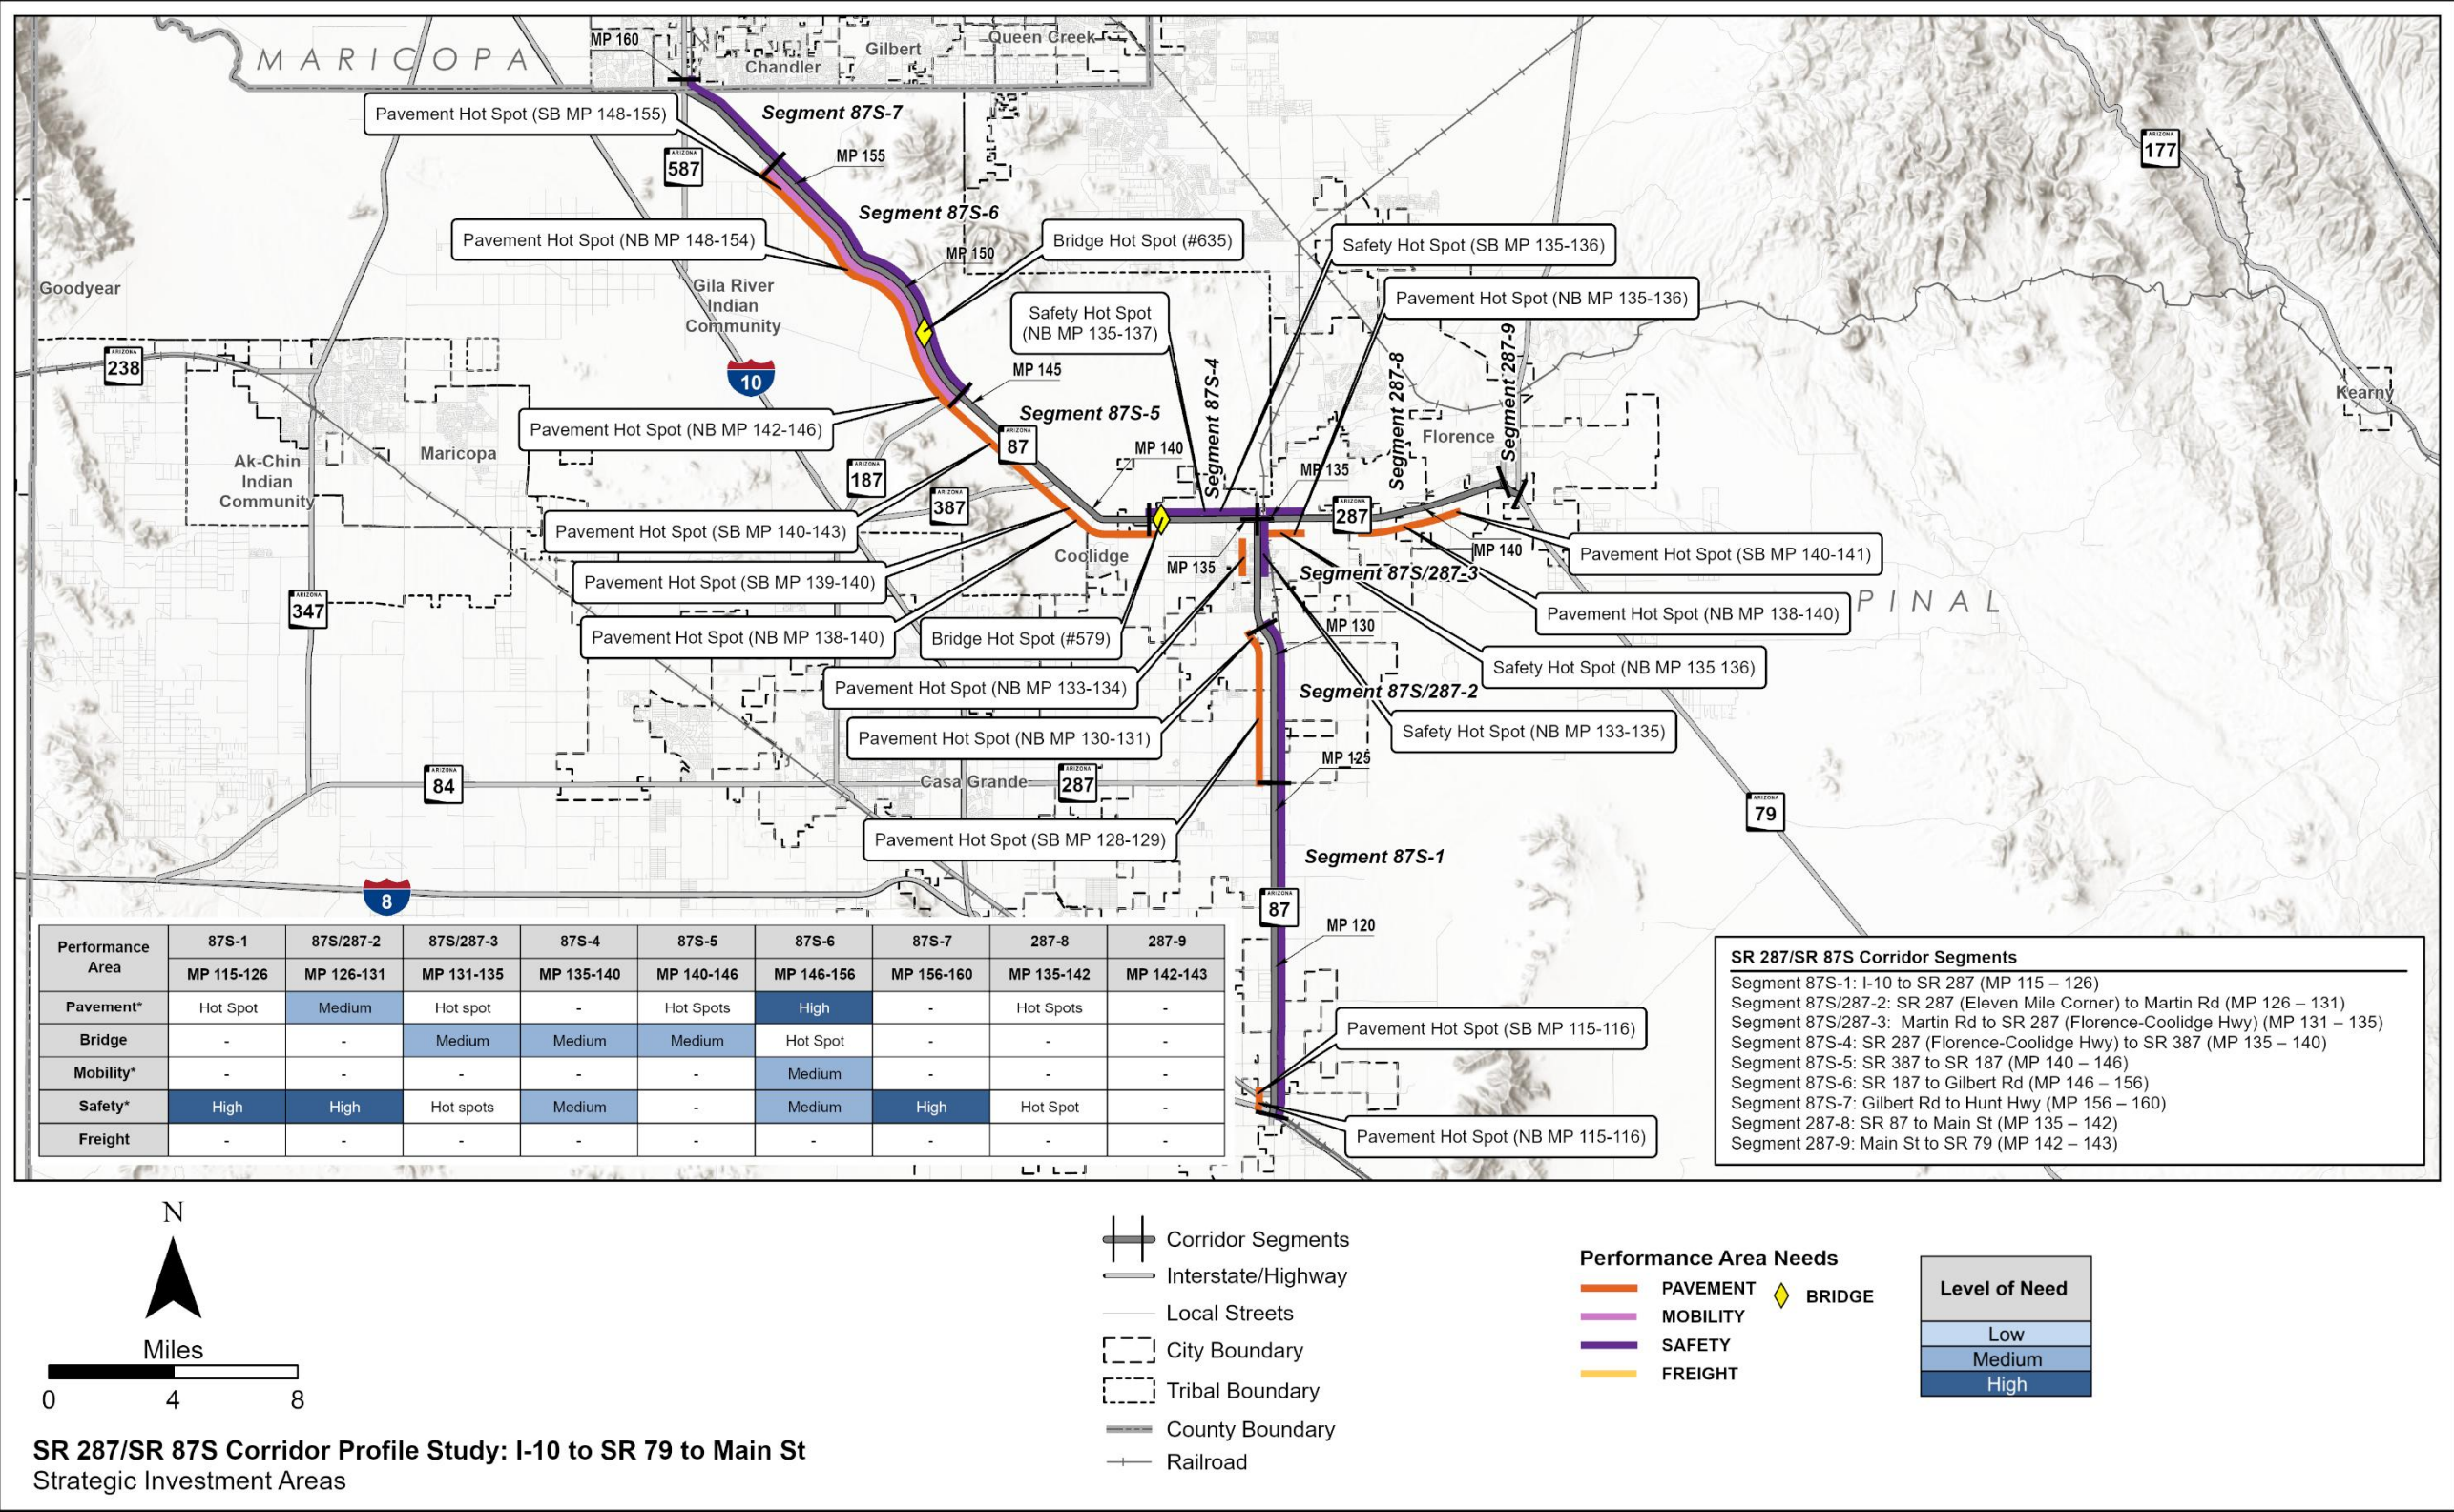 MARICOPA
MP 160
Chandler
Gilbert
Queen Creek
Pavement Hot Spot (SB MP 148-155)
Segment 87S-7
ARIZONA
587
MP 155
ARIZONA
177
Segment 87S-6
Pavement Hot Spot (NB MP 148-154)
MP 150
Bridge Hot Spot (#635)
Safety Hot Spot (SB MP 135-136)
Goodyear
Gila River
Indian
Community
Safety Hot Spot
(NB MP 135-137)
Pavement Hot Spot (NB MP 135-136)
ARIZONA
238
10
MP 145
Segment 87S-4
Segment 287-8
Segment 287-9
Kearny
Segment 87S-5
Pavement Hot Spot (NB MP 142-146)
ARIZONA
87
Florence
Maricopa
MP 140
Ak-Chin
Indian
Community
187
MP 135
ARIZONA
387
ARIZONA
287
Pavement Hot Spot (SB MP 140-143)
Coolidge
MP 140
Pavement Hot Spot (SB MP 140-141)
MP 135
Segment 87S/287-3
Pavement Hot Spot (SB MP 139-140)
ARIZONA
347
PINAL
Pavement Hot Spot (NB MP 138-140)
Pavement Hot Spot (NB MP 138-140)
Bridge Hot Spot (#579)
MP 130
Safety Hot Spot (NB MP 135 136)
Pavement Hot Spot (NB MP 133-134)
Segment 87S/287-2
Pavement Hot Spot (NB MP 130-131)
Safety Hot Spot (NB MP 133-135)
MP 125
ARIZONA
84
Casa Grande
ARIZONA
287
ARIZONA
79
Pavement Hot Spot (SB MP 128-129)
Segment 87S-1
8
ARIZONA
87
MP 120
Pavement Hot Spot (SB MP 115-116)
Pavement Hot Spot (NB MP 115-116)
Performance Area 87S-1 87S/287-2 87S/287-3 87S-4 87S-5 87S-6 87S-7 287-8 287-9
MP 115-126 MP 126-131 MP 131-135 MP 135-140 MP 140-146 MP 146-156 MP 156-160 MP 135-142 MP 142-143
Pavement* Hot Spot Medium Hot spot - Hot Spots High - Hot Spots -
Bridge - - Medium Medium Medium Hot Spot - - -
Mobility* - - - - - Medium - - -
Safety* High High Hot spots Medium - Medium High Hot Spot -
Freight - - - - - - - - -
SR 287/SR 87S Corridor Segments
Segment 87S-1: I-10 to SR 287 (MP 115 – 126)
Segment 87S/287-2: SR 287 (Eleven Mile Corner) to Martin Rd (MP 126 – 131)
Segment 87S/287-3: Martin Rd to SR 287 (Florence-Coolidge Hwy) (MP 131 – 135)
Segment 87S-4: SR 287 (Florence-Coolidge Hwy) to SR 387 (MP 135 – 140)
Segment 87S-5: SR 387 to SR 187 (MP 140 – 146)
Segment 87S-6: SR 187 to Gilbert Rd (MP 146 – 156)
Segment 87S-7: Gilbert Rd to Hunt Hwy (MP 156 – 160)
Segment 287-8: SR 87 to Main St (MP 135 – 142)
Segment 287-9: Main St to SR 79 (MP 142 – 143)
N
Miles
0 4 8
SR 287/SR 87S Corridor Profile Study: I-10 to SR 79 to Main St
Strategic Investment Areas
Corridor Segments
Interstate/Highway
Local Streets
City Boundary
Tribal Boundary
County Boundary
Railroad
Performance Area Needs
PAVEMENT
BRIDGE
MOBILITY
SAFETY
FREIGHT
Level of Need
Low
Medium
High